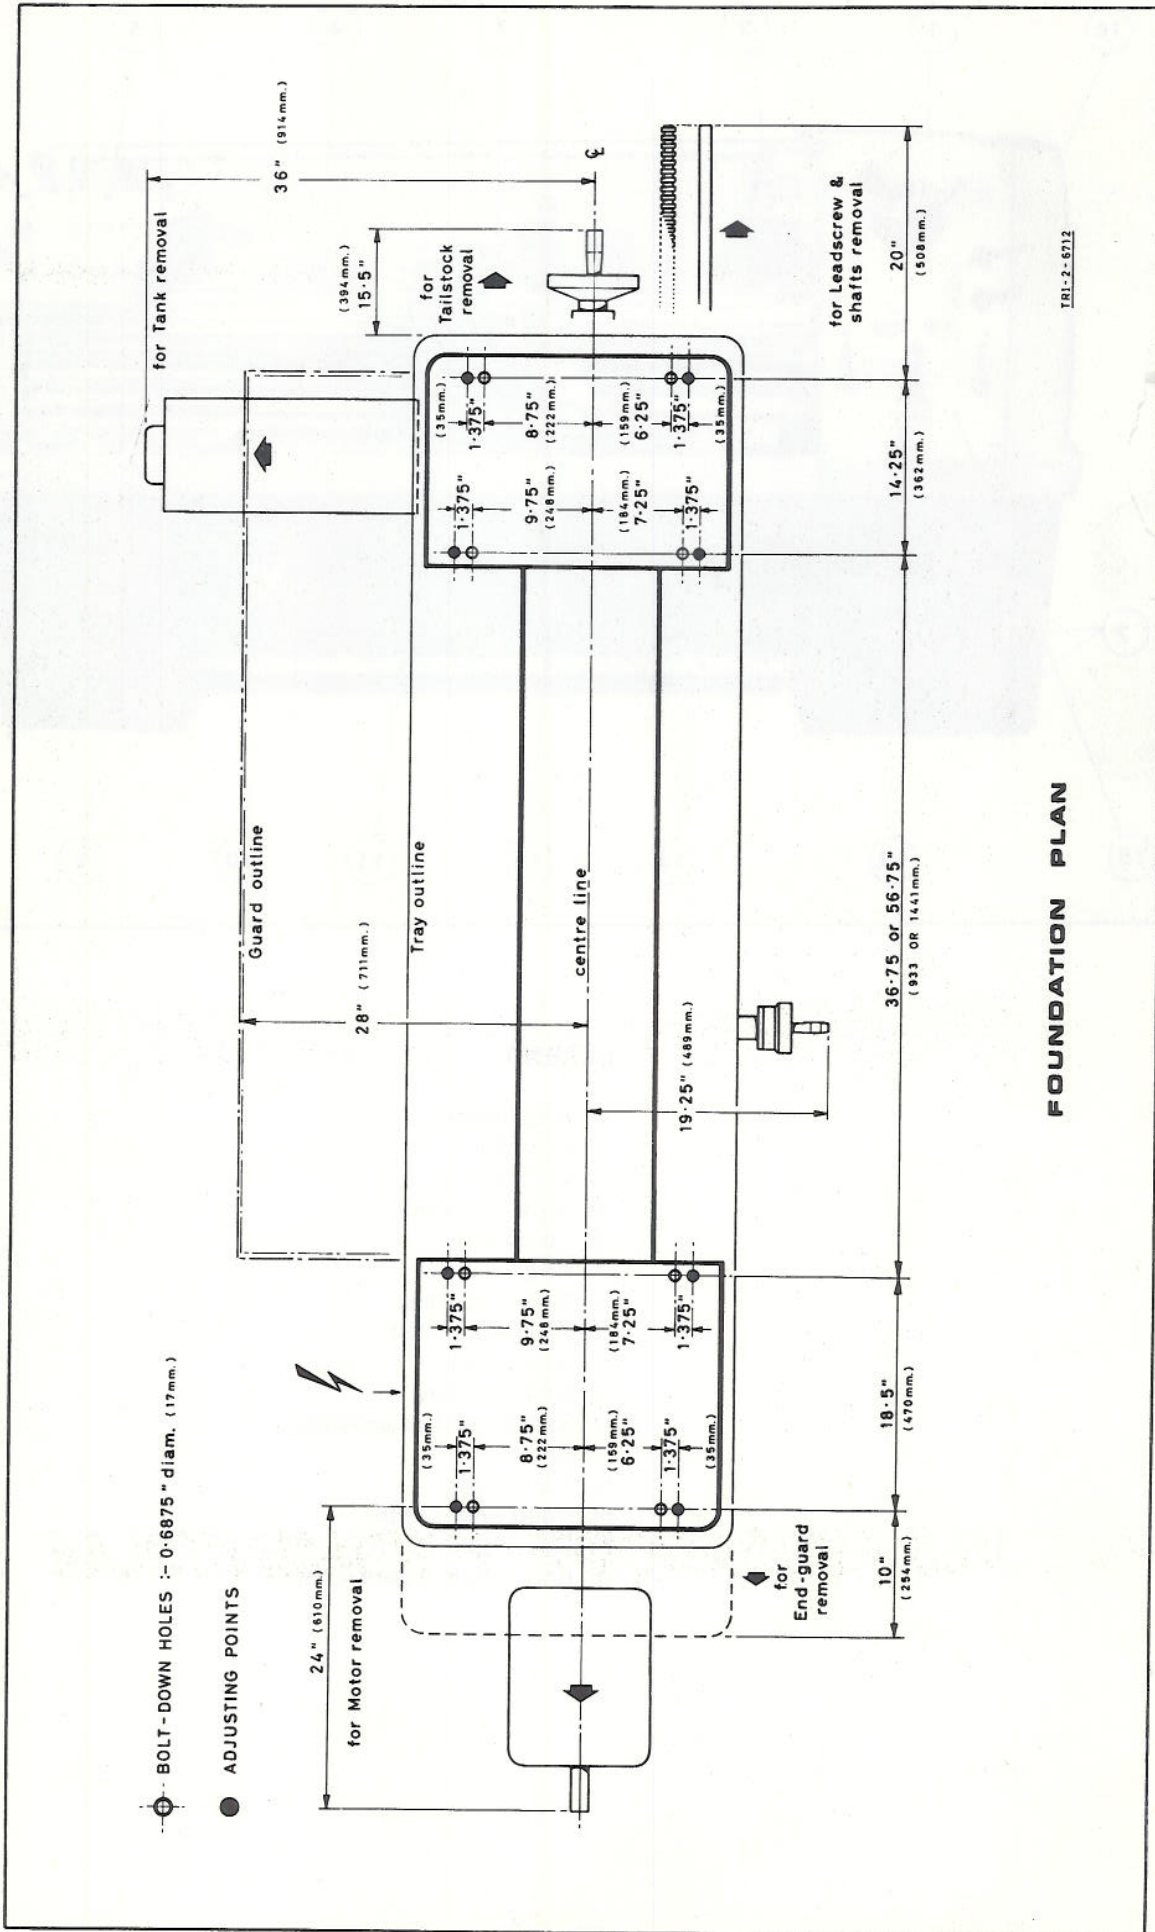 BOLT-DOWN HOLES :- 0·6875" diam. (17mm.)
ADJUSTING POINTS
24" (610mm.)
for Motor removal
28" (711mm.)
Guard outline
Tray outline
centre line
36" (914mm.)
for Tank removal
(394mm.)
15·5"
for
Tailstock
removal
℄
(35mm.)
1·375"
8·75"
(222mm.)
(159mm.)
6·25"
1·375"
(35mm.)
1·375"
9·75"
(248mm.)
(184mm.)
7·25"
1·375"
1·375"
9·75"
(248mm.)
(184mm.)
7·25"
1·375"
(35mm.)
1·375"
8·75"
(222mm.)
(159mm.)
6·25"
1·375"
(35mm.)
19·25" (489mm.)
for
End-guard
removal
for Leadscrew &
shafts removal
10"
(254mm.)
18·5"
(470mm.)
36·75 or 56·75"
(933 OR 1441mm.)
14·25"
(362mm.)
20"
(508mm.)
TRI-2-6712
FOUNDATION PLAN